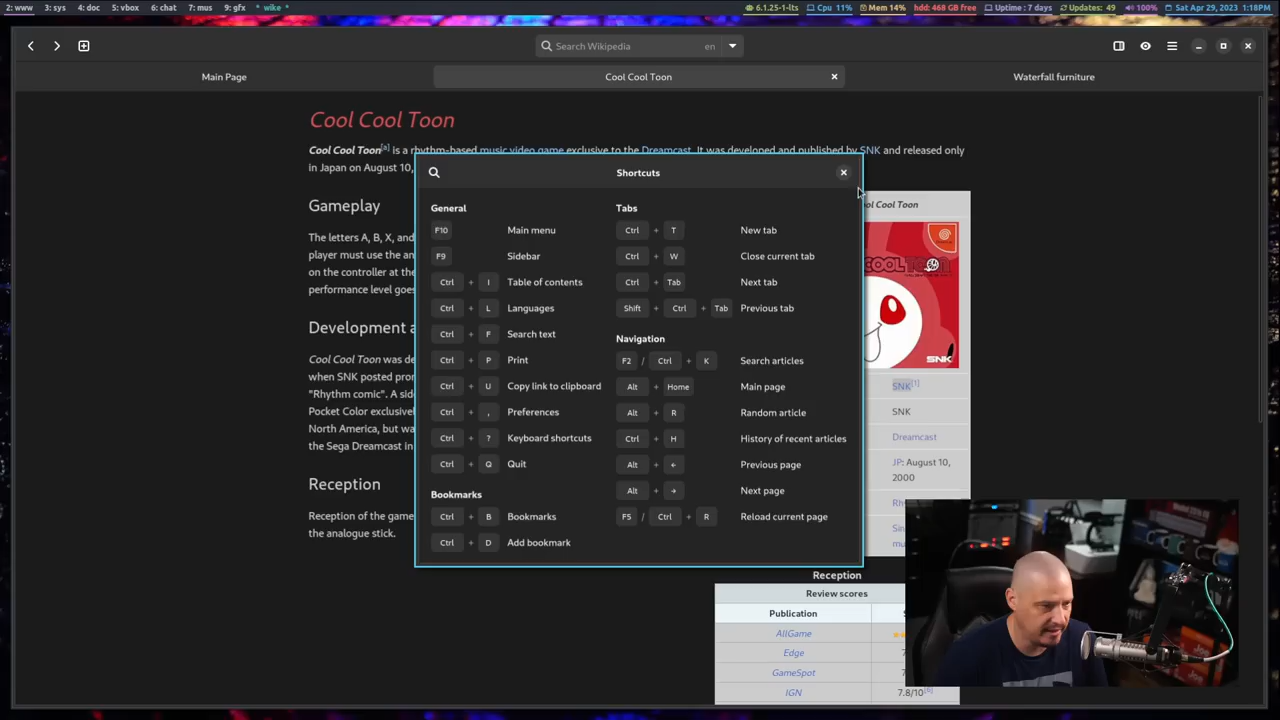 2: www 3: sys 4: doc 5: vbox 6: chat 7: mus 9: gfx * wike *
6.1.25-1-lts Cpu 11% Mem 14% hdd: 468 GB free Uptime : 7 days Updates: 49 100% Sat Apr 29, 2023 1:18PM
Search Wikipedia en
Main Page Cool Cool Toon Waterfall furniture
Cool Cool Toon
Cool Cool Toon[a] is a rhythm-based music video game exclusive to the Dreamcast. It was developed and published by SNK and released only
in Japan on August 10,
Gameplay
The letters A, B, X, and
player must use the an
on the controller at the
performance level goes
Development a
Cool Cool Toon was de
when SNK posted pron
"Rhythm comic". A side
Pocket Color exclusivel
North America, but wa
the Sega Dreamcast in
Reception
Reception of the game
the analogue stick.
Shortcuts
General
F10 Main menu
F9 Sidebar
Ctrl + I Table of contents
Ctrl + L Languages
Ctrl + F Search text
Ctrl + P Print
Ctrl + U Copy link to clipboard
Ctrl + , Preferences
Ctrl + ? Keyboard shortcuts
Ctrl + Q Quit
Bookmarks
Ctrl + B Bookmarks
Ctrl + D Add bookmark
Tabs
Ctrl + T New tab
Ctrl + W Close current tab
Ctrl + Tab Next tab
Shift + Ctrl + Tab Previous tab
Navigation
F2 / Ctrl + K Search articles
Alt + Home Main page
Alt + R Random article
Ctrl + H History of recent articles
Alt + ← Previous page
Alt + → Next page
F5 / Ctrl + R Reload current page
ol Cool Toon
COOL TOON
SNK
SNK[1]
SNK
Dreamcast
JP: August 10,
2000
Reception
Review scores
Publication
AllGame
Edge
GameSpot
IGN 7.8/10[6]